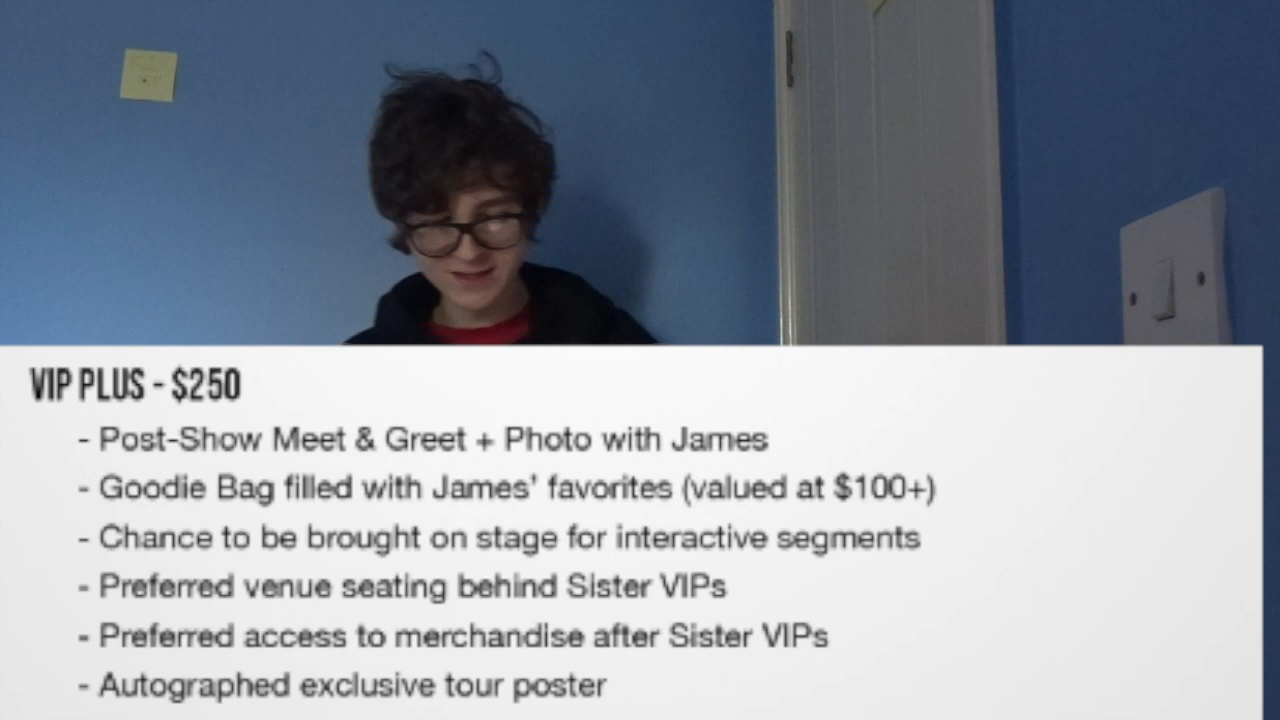 VIP PLUS - $250
- Post-Show Meet & Greet + Photo with James
- Goodie Bag filled with James' favorites (valued at $100+)
- Chance to be brought on stage for interactive segments
- Preferred venue seating behind Sister VIPs
- Preferred access to merchandise after Sister VIPs
- Autographed exclusive tour poster